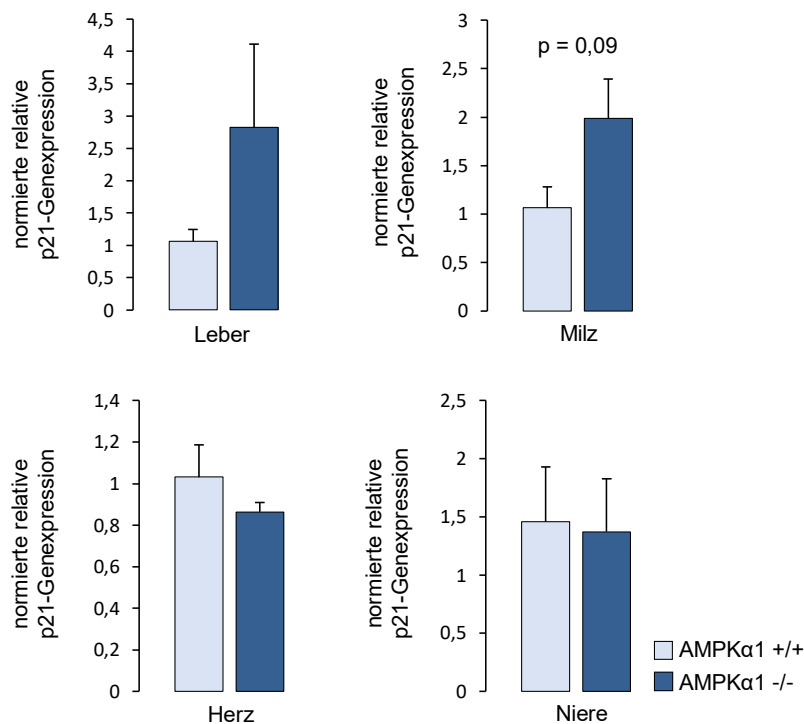 normierte relative
p21-Genexpression
4,5
4
3,5
3
2,5
2
1,5
1
0,5
0
Leber
normierte relative
p21-Genexpression
3
2,5
2
1,5
1
0,5
0
p = 0,09
Milz
normierte relative
p21-Genexpression
1,4
1,2
1
0,8
0,6
0,4
0,2
0
Herz
normierte relative
p21-Genexpression
2,5
2
1,5
1
0,5
0
Niere
AMPKα1 +/+
AMPKα1 -/-